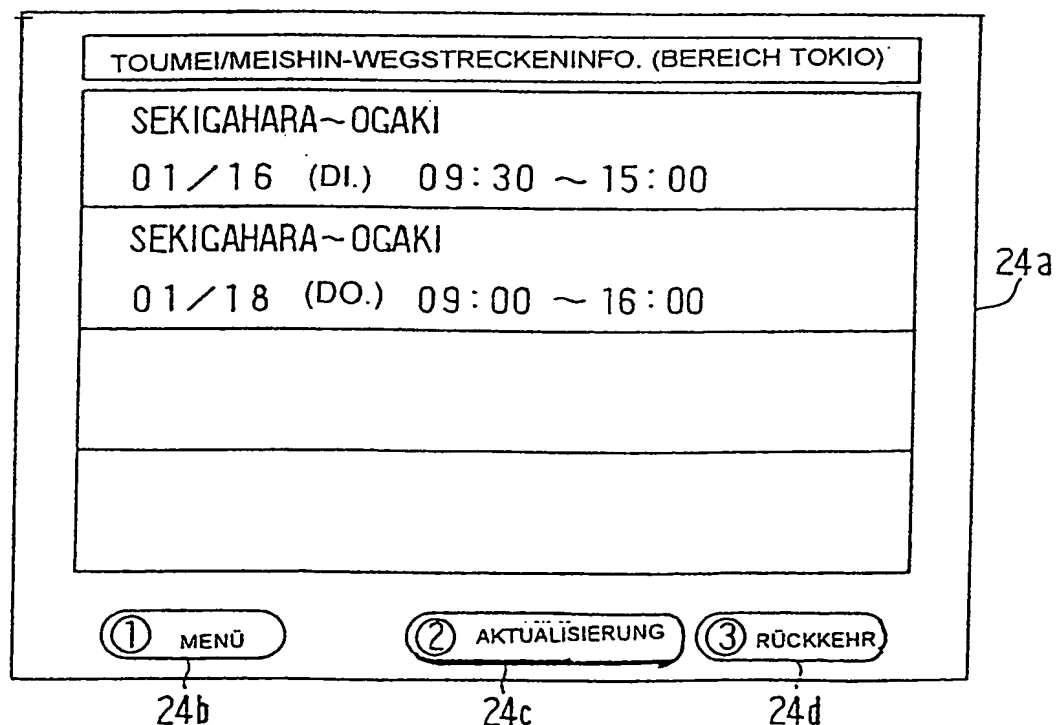 TOUMEI/MEISHIN-WEGSTRECKENINFO. (BEREICH TOKIO)
SEKIGAHARA~OGAKI
01/16 (DI.) 09:30 ~ 15:00
SEKIGAHARA~OGAKI
01/18 (DO.) 09:00 ~ 16:00
24a
① MENÜ ② AKTUALISIERUNG ③ RÜCKKEHR
24b 24c 24d